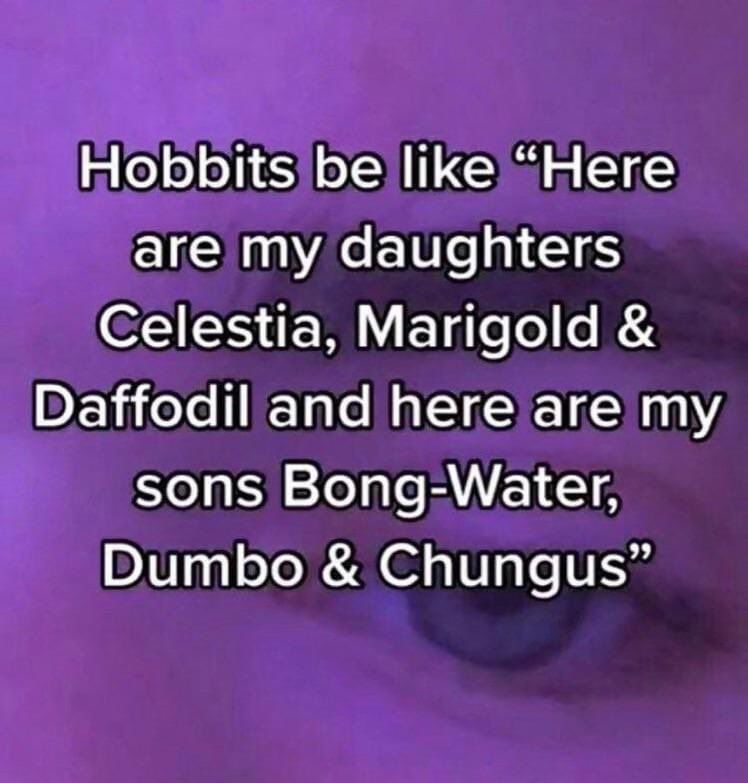 Hobbits be like “Here
are my daughters
Celestia, Marigold &
Daffodil and here are my
sons Bong-Water,
Dumbo & Chungus”